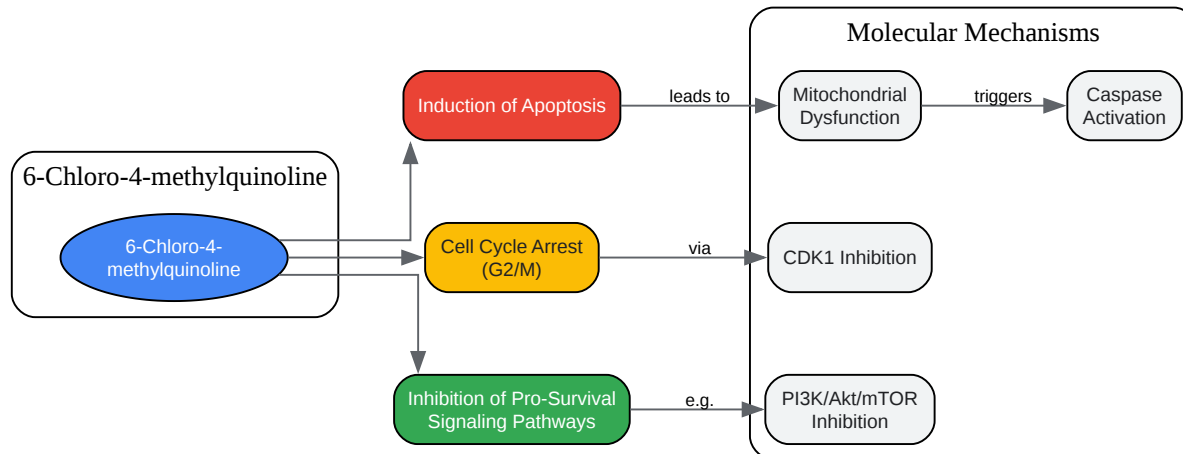 Molecular Mechanisms
Induction of Apoptosis
leads to
Mitochondrial
Dysfunction
triggers
Caspase
Activation
6-Chloro-4-methylquinoline
6-Chloro-4-
methylquinoline
Cell Cycle Arrest
(G2/M)
via
CDK1 Inhibition
Inhibition of Pro-Survival
Signaling Pathways
e.g.
PI3K/Akt/mTOR
Inhibition